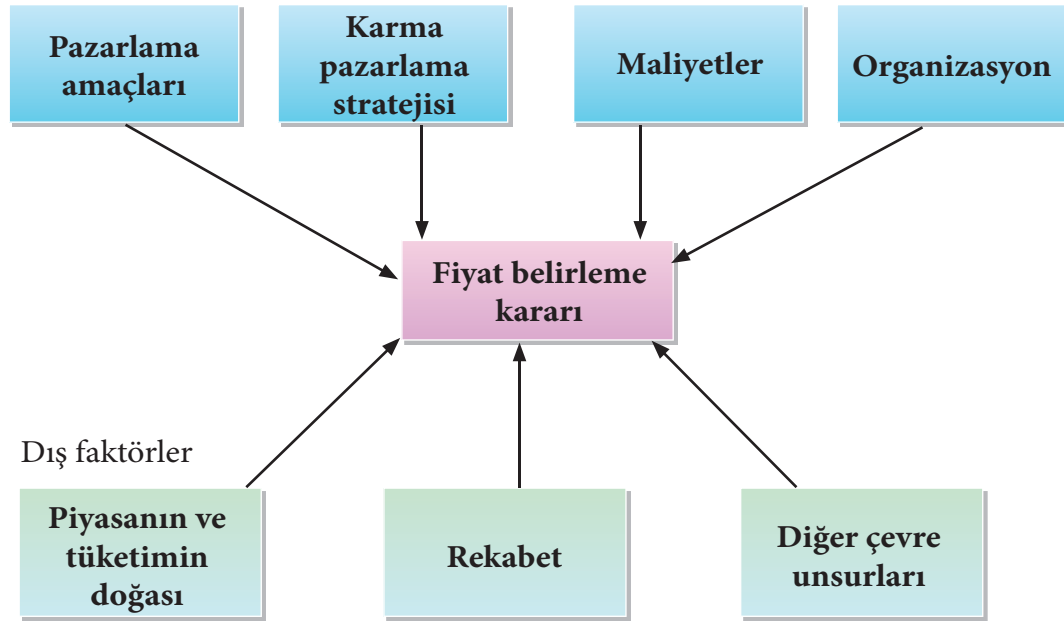 Pazarlama
amaçları
Karma
pazarlama
stratejisi
Maliyetler
Organizasyon
Fiyat belirleme
kararı
Dış faktörler
Piyasanın ve
tüketimin
doğası
Rekabet
Diğer çevre
unsurları